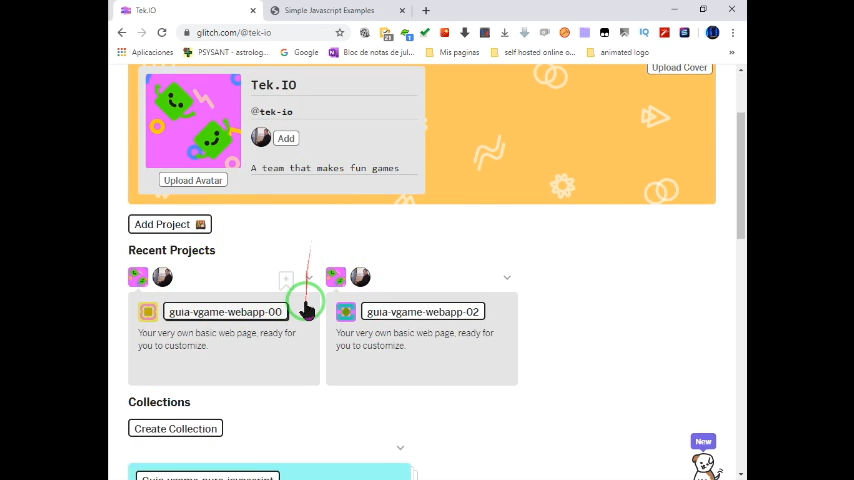 Tek.IO
Simple Javascript Examples
glitch.com/@tek-io
Aplicaciones
PSYSANT - astrolog...
Google
Bloc de notas de jul...
Mis paginas
self hosted onlie o...
animated logo
Upload Cover
Tek.IO
@tek-io
Add
A team that makes fun games
Upload Avatar
Add Project
Recent Projects
guia-vgame-webapp-00
guia-vgame-webapp-02
Your very own basic web page, ready for
you to customize.
Your very own basic web page, ready for
you to customize.
Collections
Create Collection
New